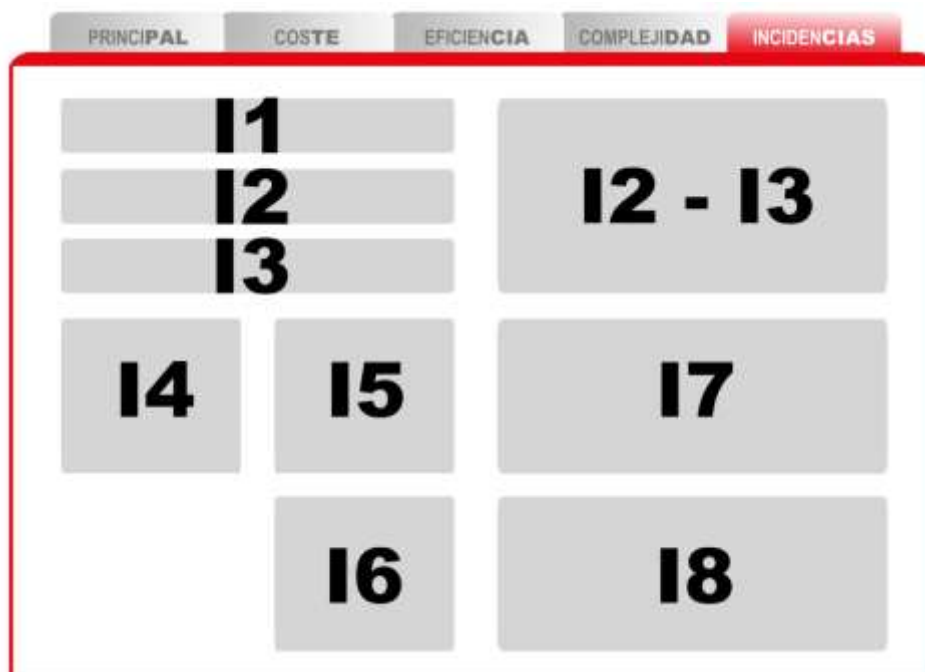 PRINCIPAL COSTE EFICIENCIA COMPLEJIDAD INCIDENCIAS
I1
I2
I3
I2 - I3
I4 I5 I7
I6 I8